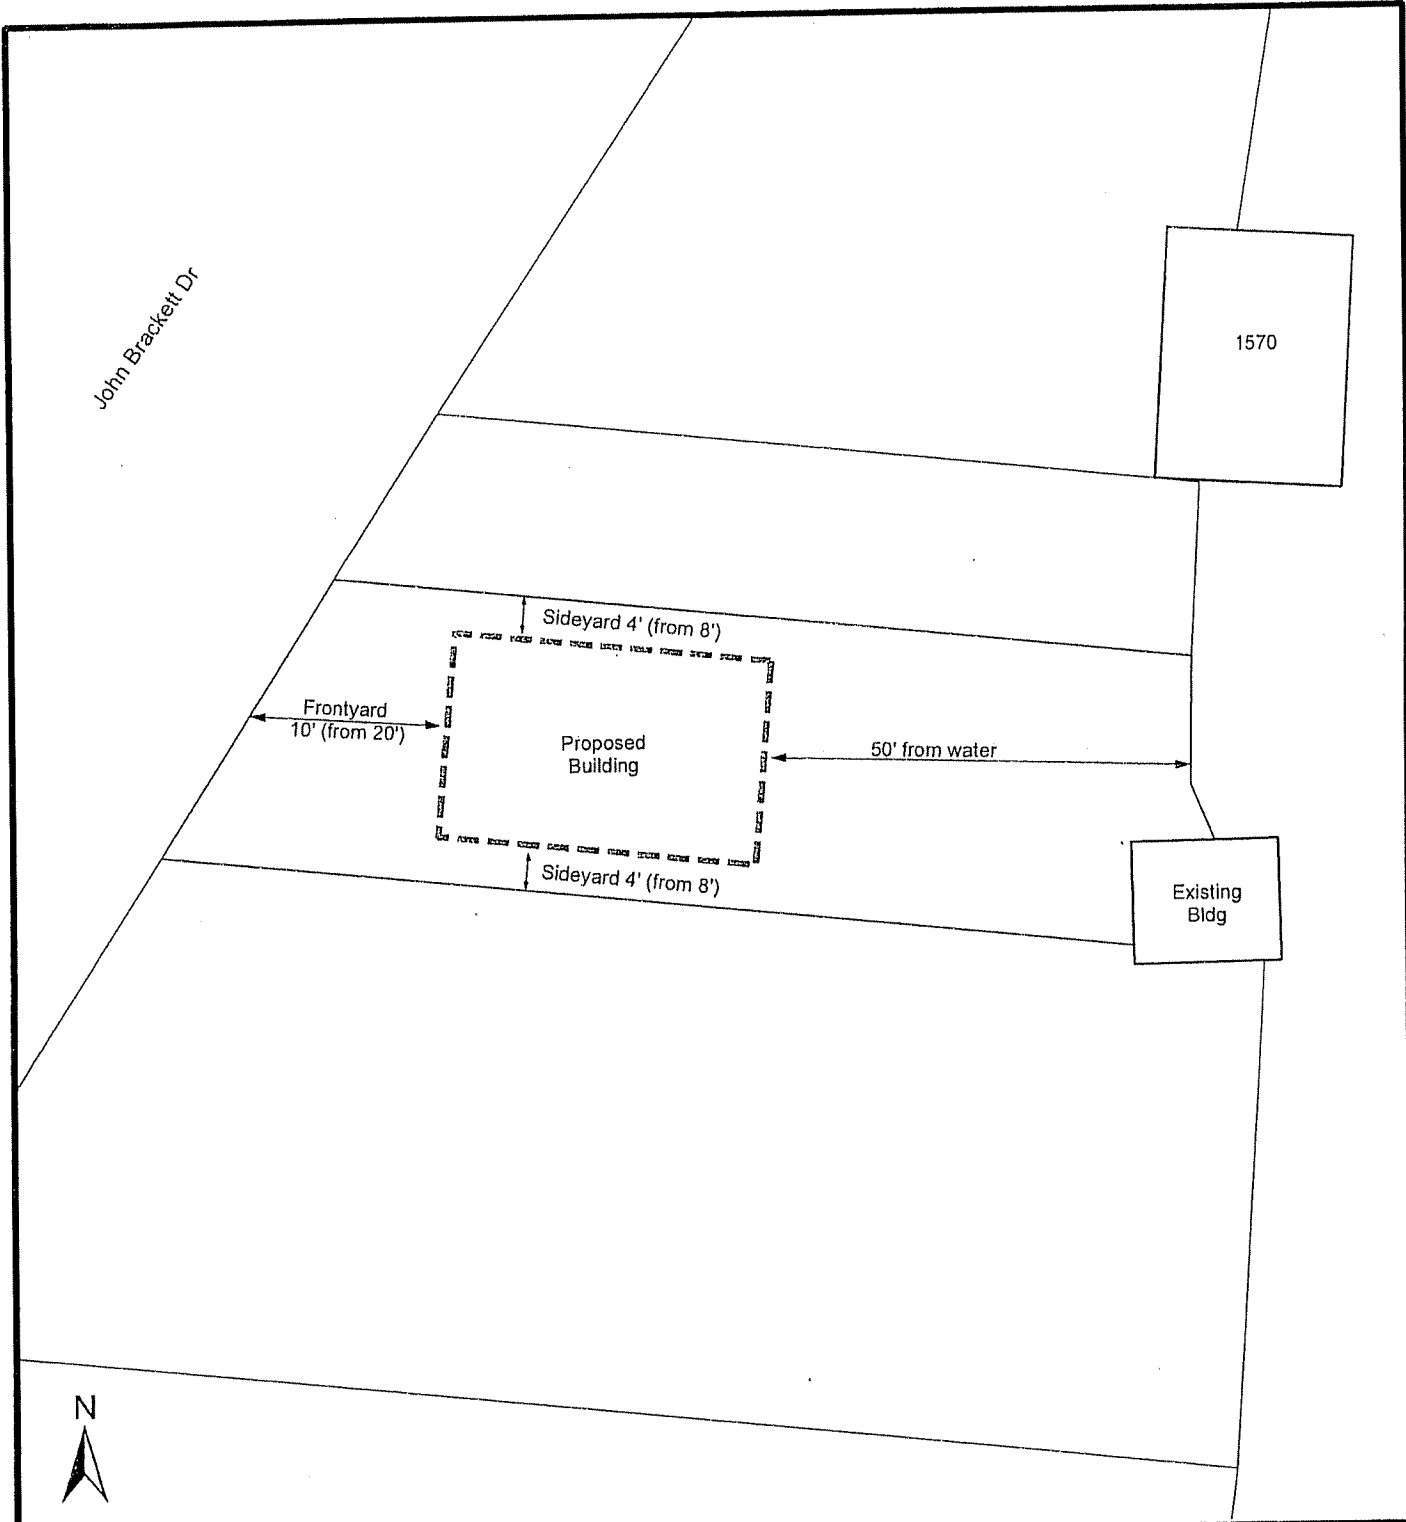 John Brackett Dr
1570
Sideyard 4' (from 8')
Frontyard
10' (from 20')
Proposed
Building
50' from water
Sideyard 4' (from 8')
Existing
Bldg
N